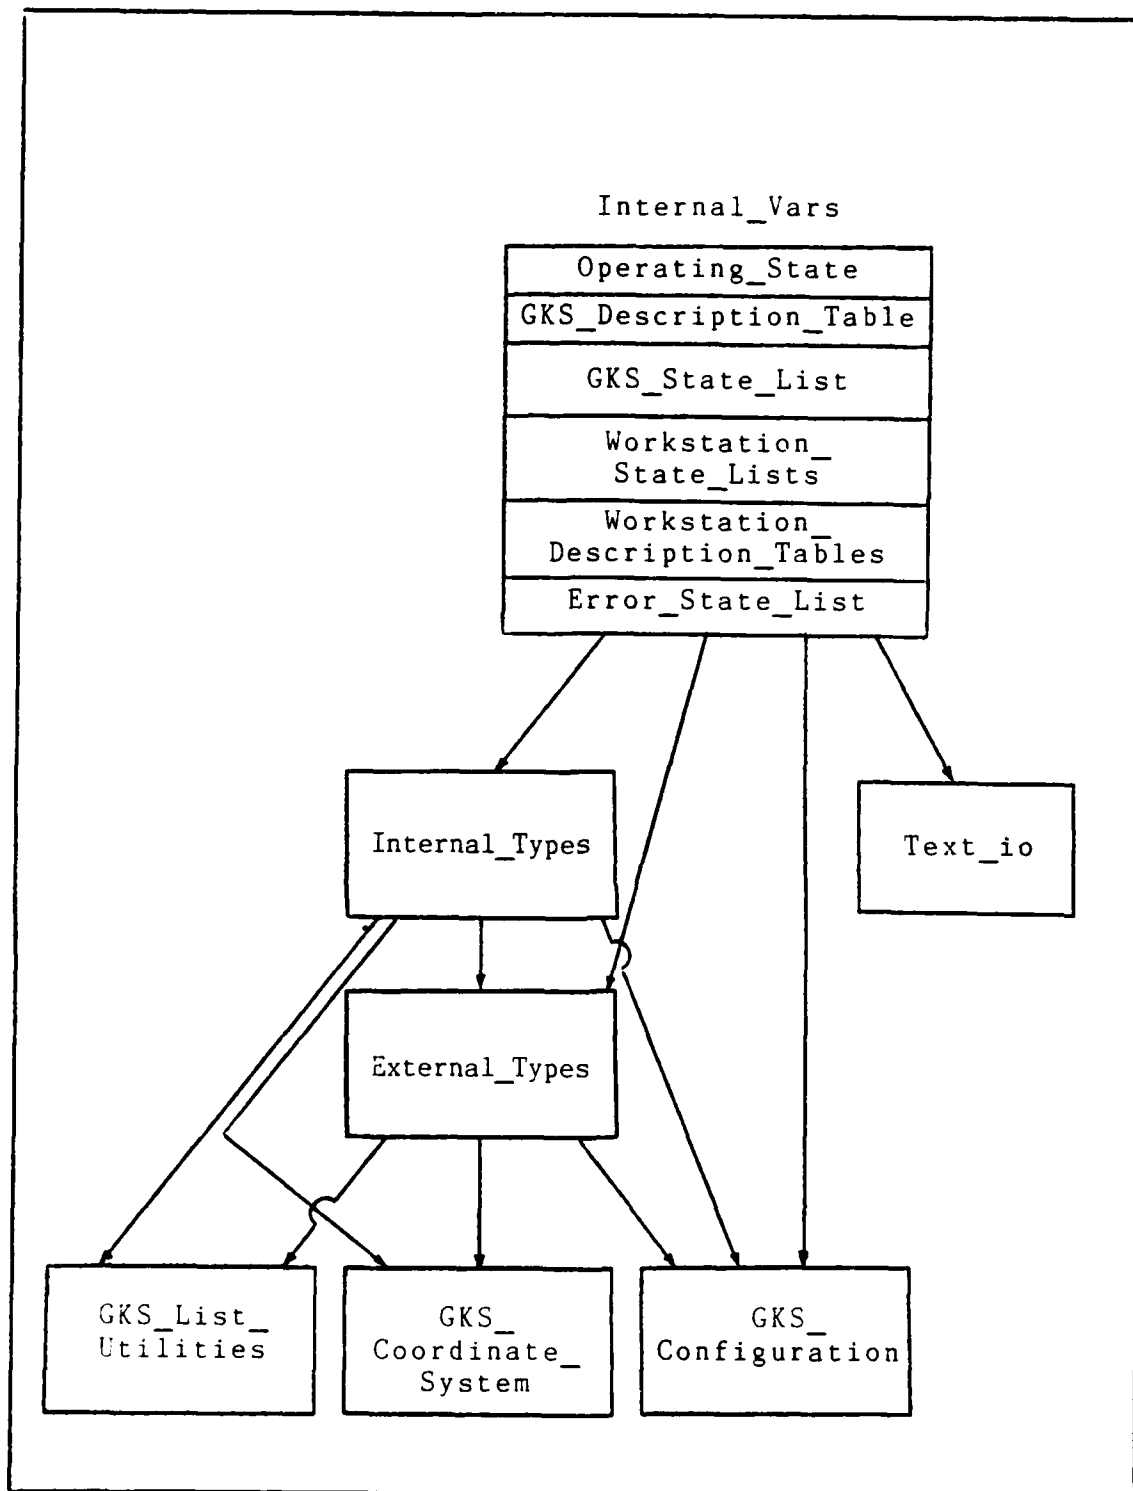 Internal_Vars
Operating_State
GKS_Description_Table
GKS_State_List
Workstation_
State_Lists
Workstation_
Description_Tables
Error_State_List
Internal_Types
Text_io
External_Types
GKS_List_
Utilities
GKS_
Coordinate_
System
GKS_
Configuration